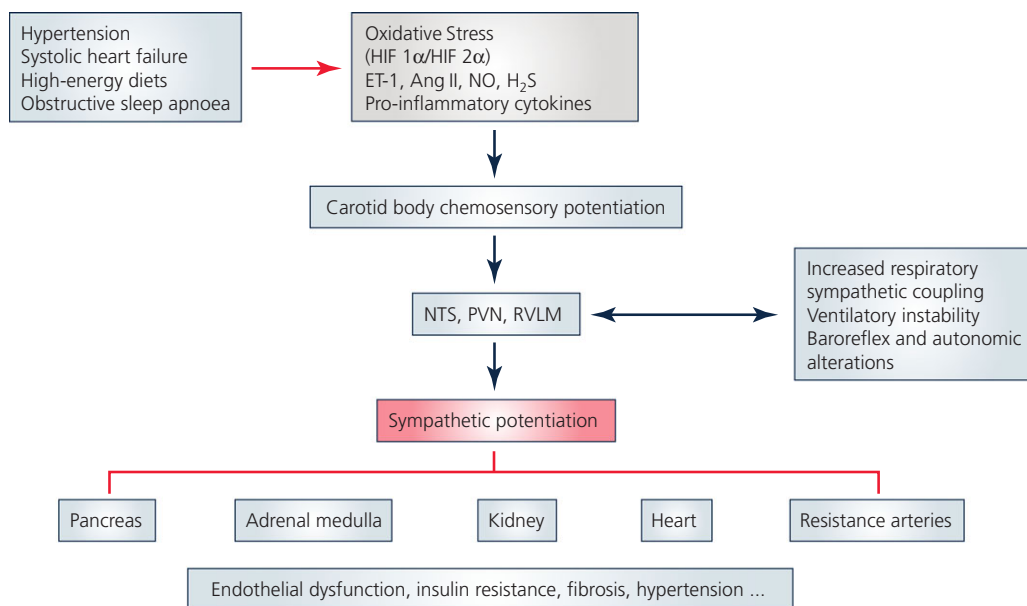 Hypertension
Systolic heart failure
High-energy diets
Obstructive sleep apnoea
Oxidative Stress
(HIF 1α/HIF 2α)
ET-1, Ang II, NO, H₂S
Pro-inflammatory cytokines
Carotid body chemosensory potentiation
NTS, PVN, RVLM
Increased respiratory
sympathetic coupling
Ventilatory instability
Baroreflex and autonomic
alterations
Sympathetic potentiation
Pancreas
Adrenal medulla
Kidney
Heart
Resistance arteries
Endothelial dysfunction, insulin resistance, fibrosis, hypertension ...